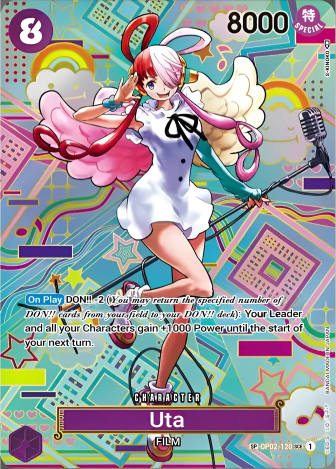 8
8000
特
SPECIAL
On Play DON!! -2 (You may return the specified number of
DON!! cards from your field to your DON!! deck): Your Leader
and all your Characters gain +1000 Power until the start of
your next turn.
CHARACTER
Uta
FILM
SP OP02-120
1